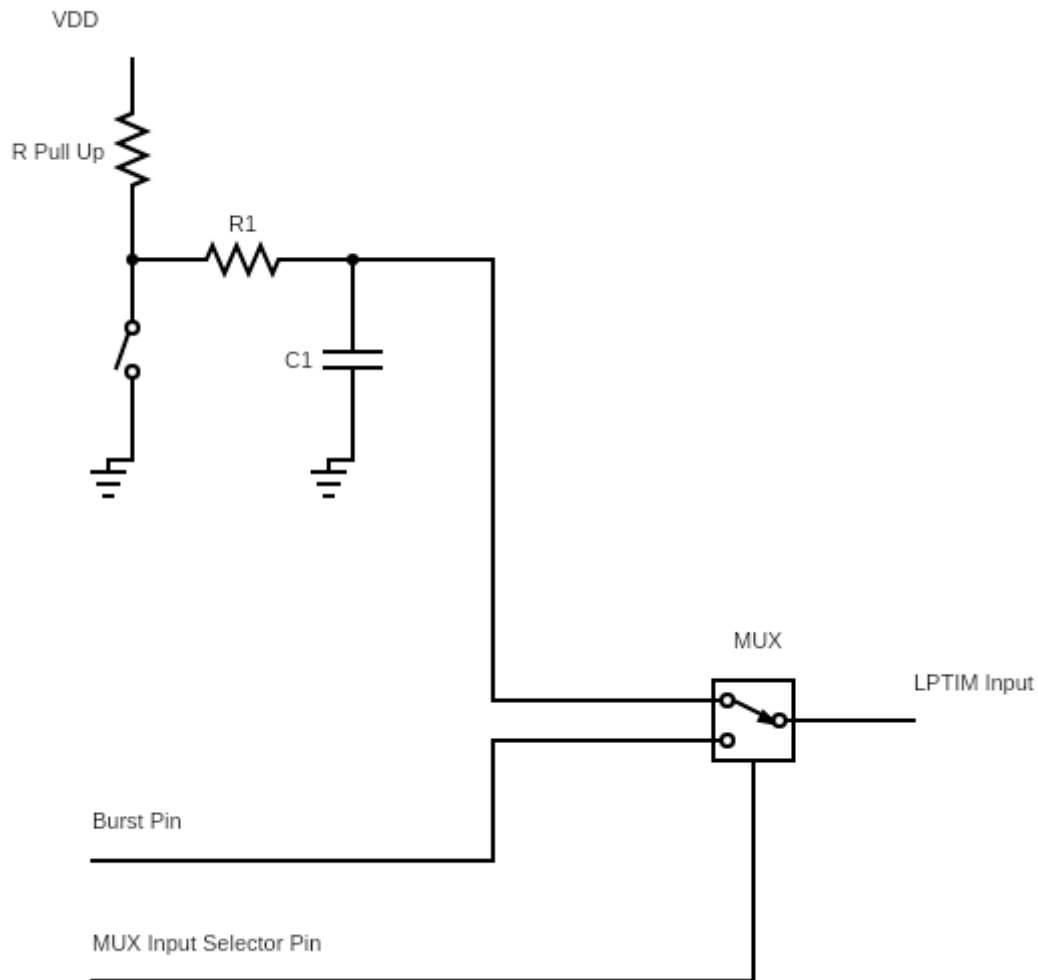 VDD
R Pull Up
R1
C1
MUX
LPTIM Input
Burst Pin
MUX Input Selector Pin